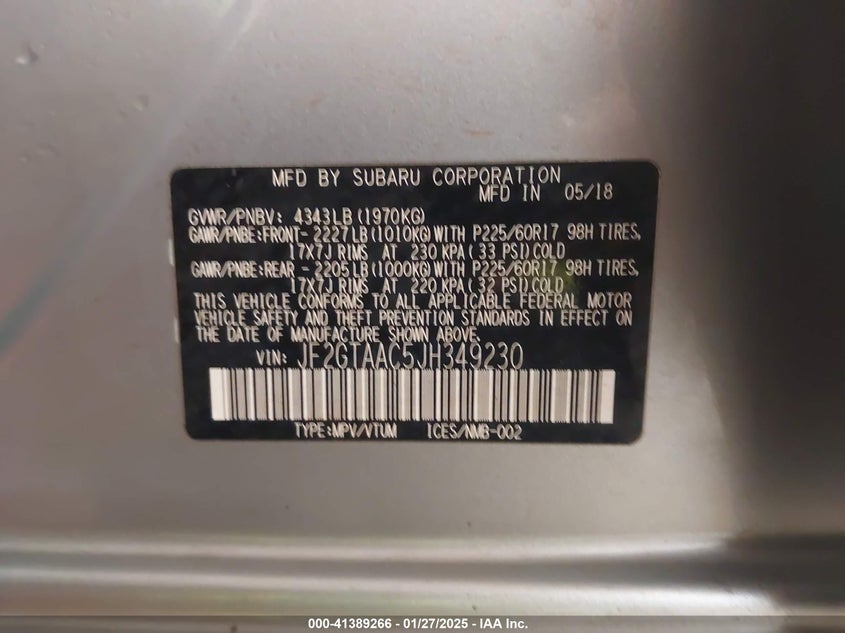 MFD BY SUBARU CORPORATION
MFD IN 05/18
GVWR/PNBV: 4343LB (1970KG)
GAWR/PNBE:FRONT- 2227LB (1010KG) WITH P225/60R17 98H TIRES,
17X7J RIMS AT 230 KPA ( 33 PSI) COLD
GAWR/PNBE:REAR - 2205LB (1000KG) WITH P225/60R17 98H TIRES,
17X7J RIMS AT 220 KPA ( 32 PSI) COLD
THIS VEHICLE CONFORMS TO ALL APPLICABLE FEDERAL MOTOR
VEHICLE SAFETY AND THEFT PREVENTION STANDARDS IN EFFECT ON
THE DATE OF MANUFACTURE SHOWN ABOVE.
VIN: JF2GTAAC5JH349230
TYPE:MPV/VTUM ICES/NMB-002
000-41389266 - 01/27/2025 - IAA Inc.